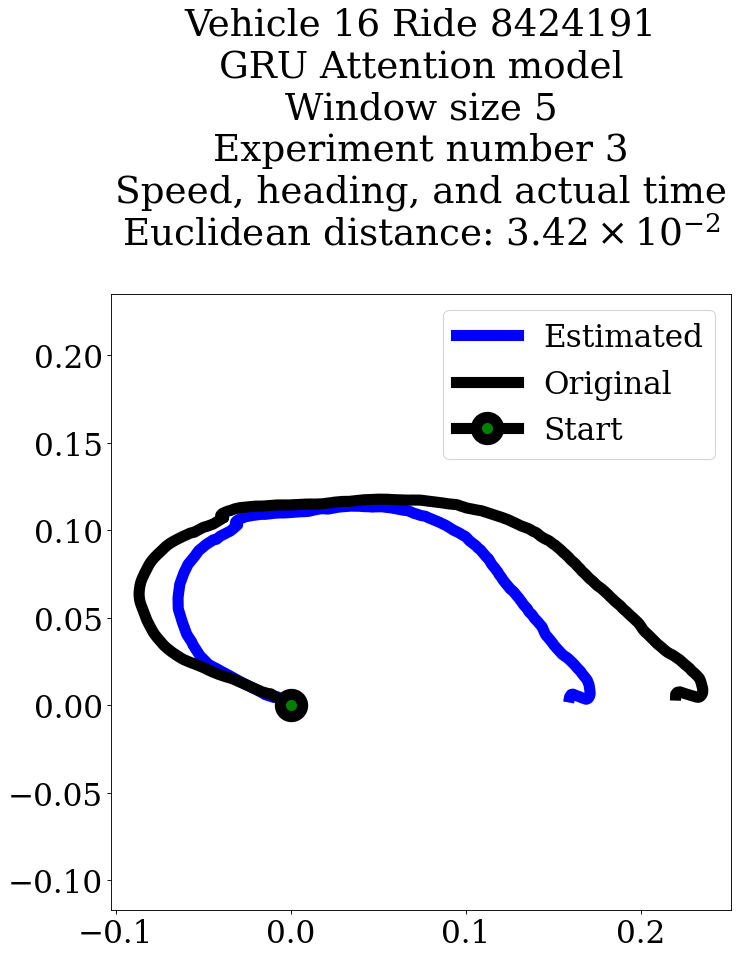 Vehicle 16 Ride 8424191
GRU Attention model
Window size 5
Experiment number 3
Speed, heading, and actual time
Euclidean distance: 3.42 × 10⁻²
Estimated
Original
Start
0.20
0.15
0.10
0.05
0.00
−0.05
−0.10
−0.1 0.0 0.1 0.2